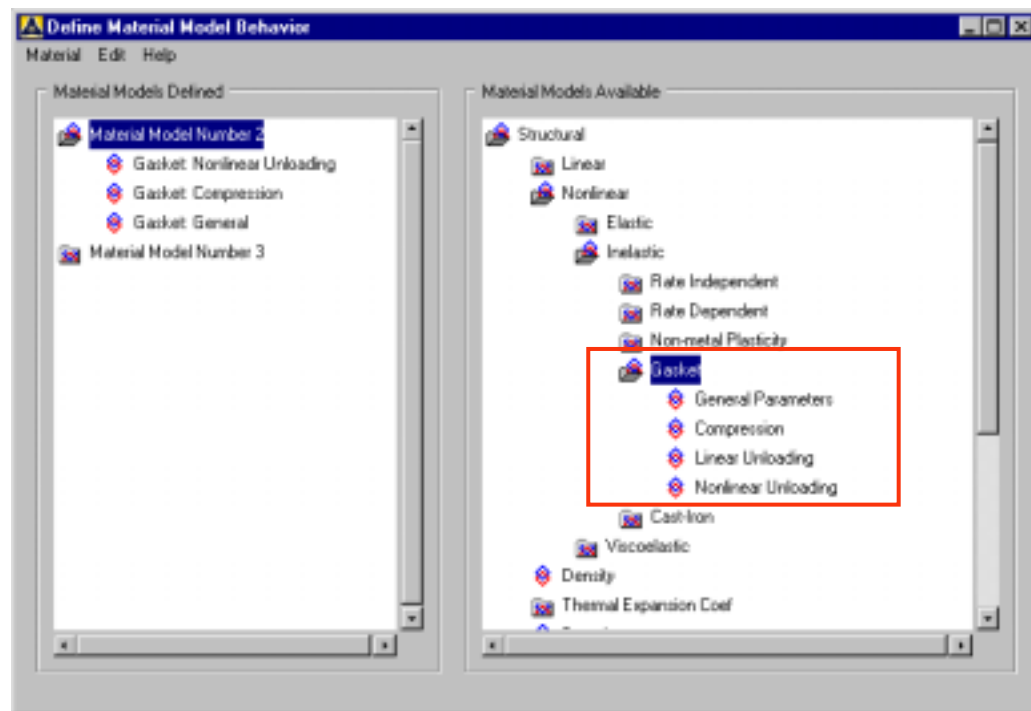 Define Material Model Behavior
Material Edit Help
Material Models Defined
Material Model Number 2
Gasket: Nonlinear Unloading
Gasket: Compression
Gasket: General
Material Model Number 3
Material Models Available
Structural
Linear
Nonlinear
Elastic
Inelastic
Rate Independent
Rate Dependent
Non-metal Plasticity
Gasket
General Parameters
Compression
Linear Unloading
Nonlinear Unloading
Cast-Iron
Viscoelastic
Density
Thermal Expansion Coef